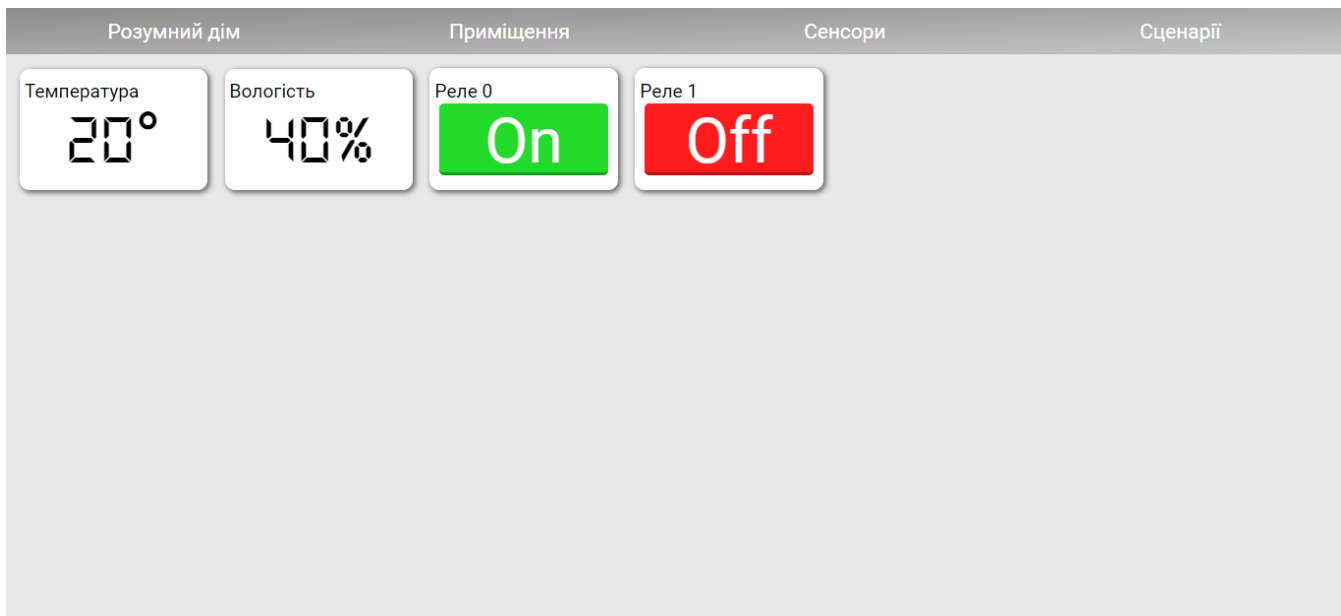 Розумний дім Приміщення Сенсори Сценарії
Температура Вологість Реле 0 Реле 1
20° 40% On Off